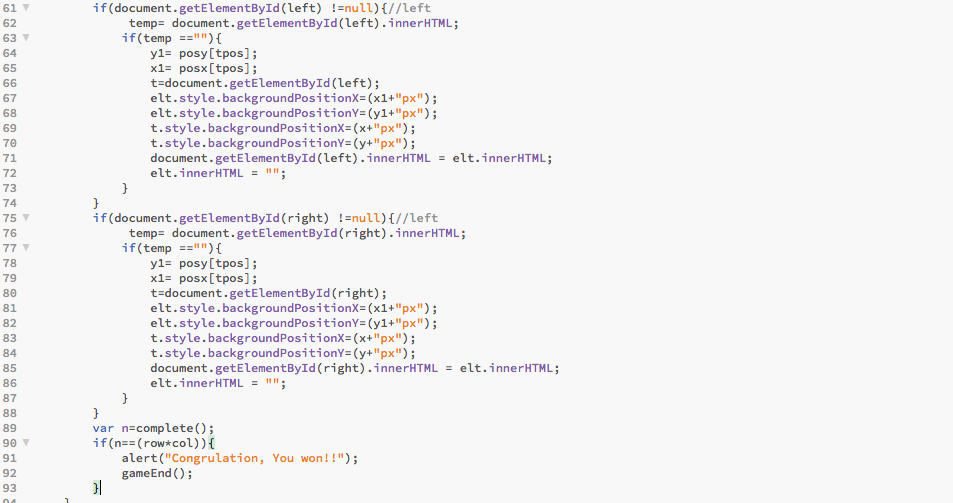 61 if(document.getElementById(left) !=null){//left
62 temp= document.getElementById(left).innerHTML;
63 if(temp ==""){
64 y1= posy[tpos];
65 x1= posx[tpos];
66 t=document.getElementById(left);
67 elt.style.backgroundPositionX=(x1+"px");
68 elt.style.backgroundPositionY=(y1+"px");
69 t.style.backgroundPositionX=(x+"px");
70 t.style.backgroundPositionY=(y+"px");
71 document.getElementById(left).innerHTML = elt.innerHTML;
72 elt.innerHTML = "";
73 }
74 }
75 if(document.getElementById(right) !=null){//left
76 temp= document.getElementById(right).innerHTML;
77 if(temp ==""){
78 y1= posy[tpos];
79 x1= posx[tpos];
80 t=document.getElementById(right);
81 elt.style.backgroundPositionX=(x1+"px");
82 elt.style.backgroundPositionY=(y1+"px");
83 t.style.backgroundPositionX=(x+"px");
84 t.style.backgroundPositionY=(y+"px");
85 document.getElementById(right).innerHTML = elt.innerHTML;
86 elt.innerHTML = "";
87 }
88 }
89 var n=complete();
90 if(n==(row*col)){
91 alert("Congrulation, You won!!");
92 gameEnd();
93 }
94 }